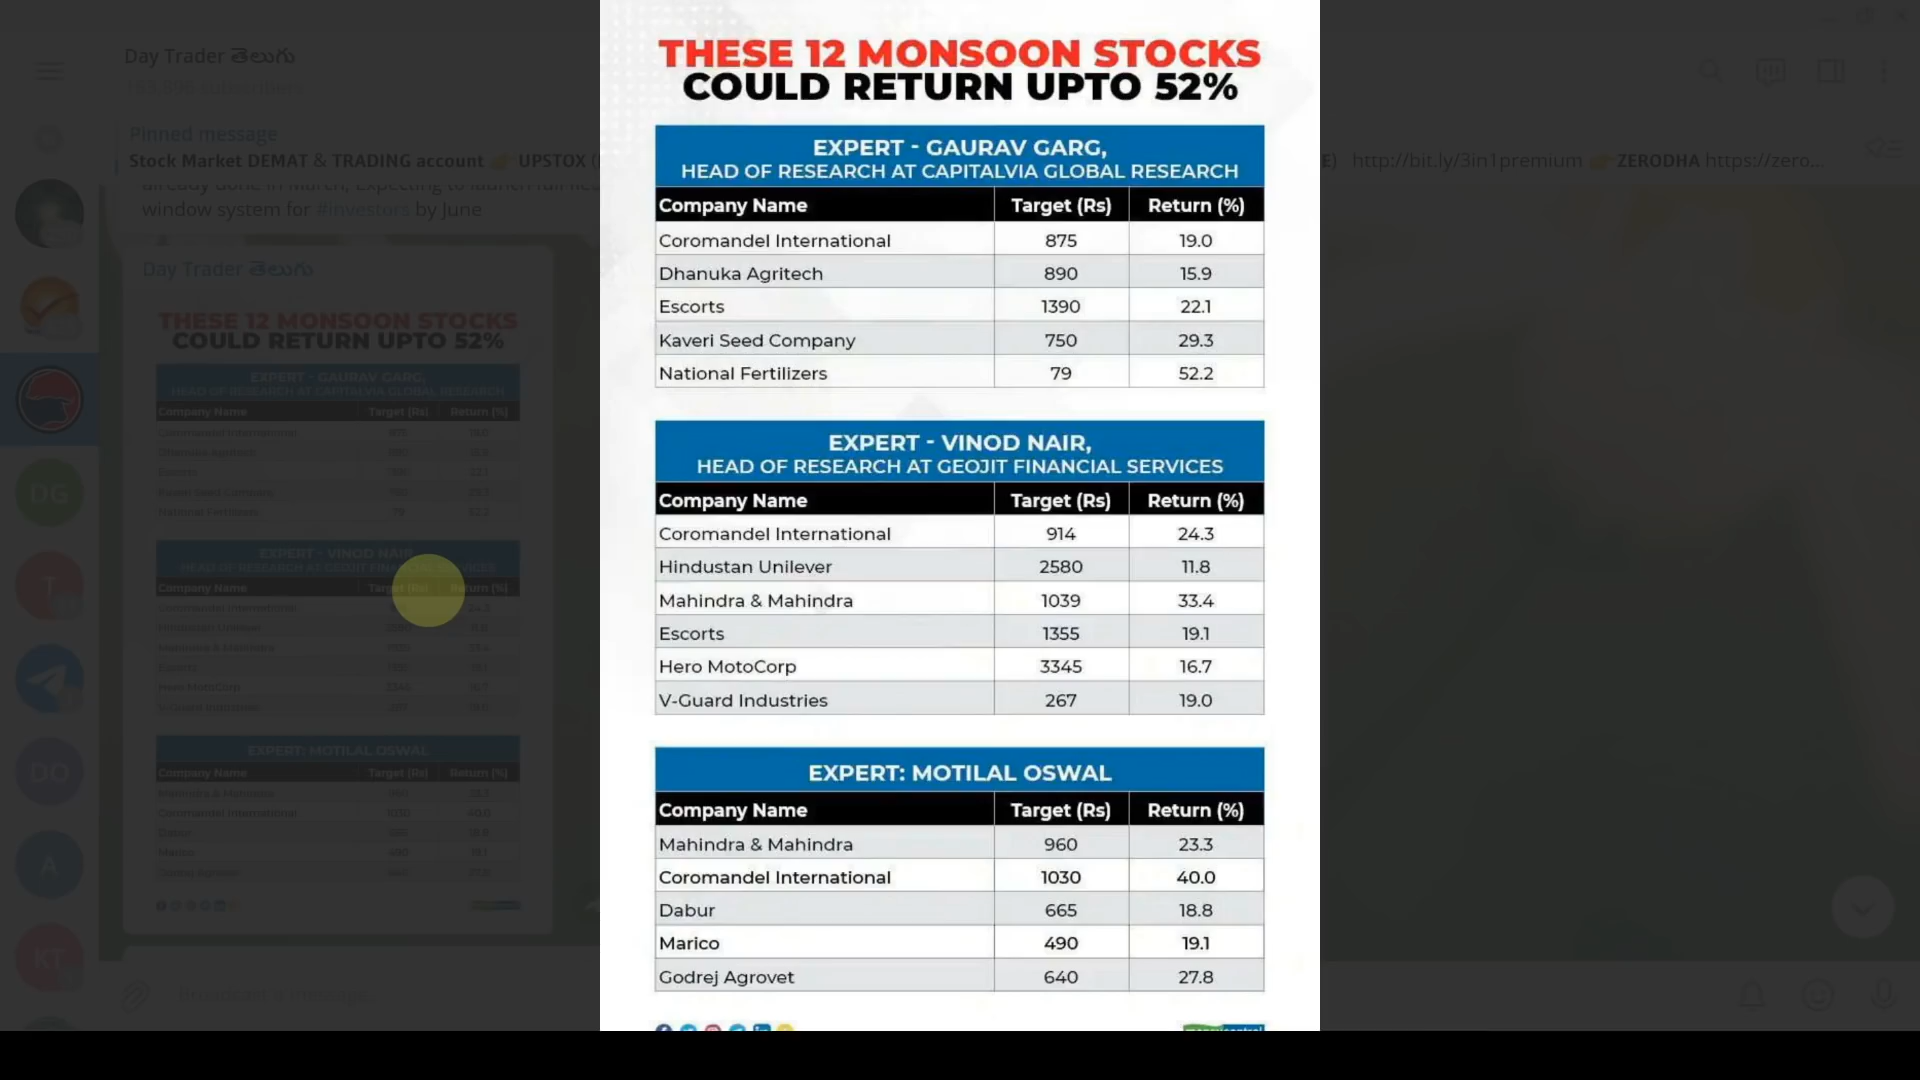 Day Trader తెలుగు
Pinned message
Stock Market DEMAT & TRADING account 👉 UPSTOX (
E) http://bit.ly/3in1premium 👉 ZERODHA https://zero...
window system for #investors by June
Day Trader తెలుగు
THESE 12 MONSOON STOCKS
COULD RETURN UPTO 52%
EXPERT - GAURAV GARG,
HEAD OF RESEARCH AT CAPITALVIA GLOBAL RESEARCH
Company Name Target (Rs) Return (%)
Coromandel International 875 19.0
Dhanuka Agritech 890 15.9
Escorts 1390 22.1
Kaveri Seed Company 750 29.3
National Fertilizers 79 52.2
EXPERT - VINOD NAIR,
HEAD OF RESEARCH AT GEOJIT FINANCIAL SERVICES
Company Name Target (Rs) Return (%)
Coromandel International 914 24.3
Hindustan Unilever 2580 11.8
Mahindra & Mahindra 1039 33.4
Escorts 1355 19.1
Hero MotoCorp 3345 16.7
V-Guard Industries 267 19.0
EXPERT: MOTILAL OSWAL
Company Name Target (Rs) Return (%)
Mahindra & Mahindra 960 23.3
Coromandel International 1030 40.0
Dabur 665 18.8
Marico 490 19.1
Godrej Agrovet 640 27.8
DG
T
DO
A
KT
Broadcast a message...